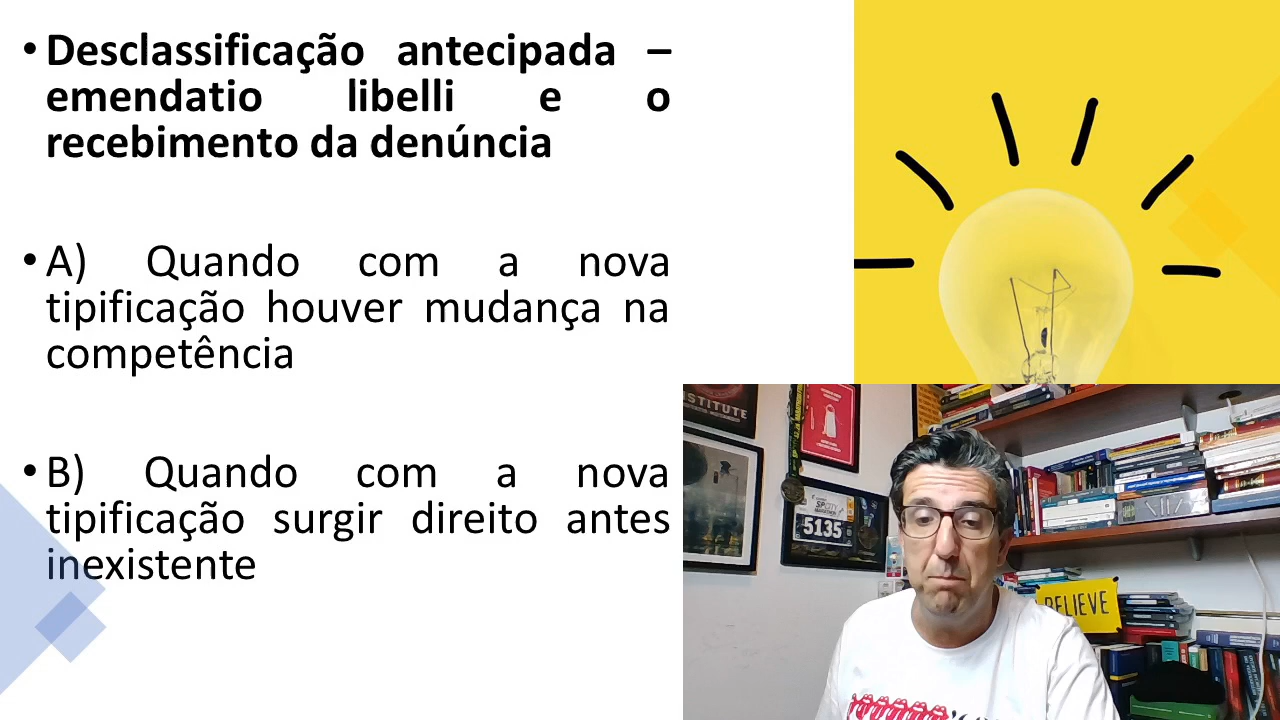 • Desclassificação antecipada –
emendatio libelli e o
recebimento da denúncia
• A) Quando com a nova
tipificação houver mudança na
competência
• B) Quando com a nova
tipificação surgir direito antes
inexistente
5135
BELIEVE